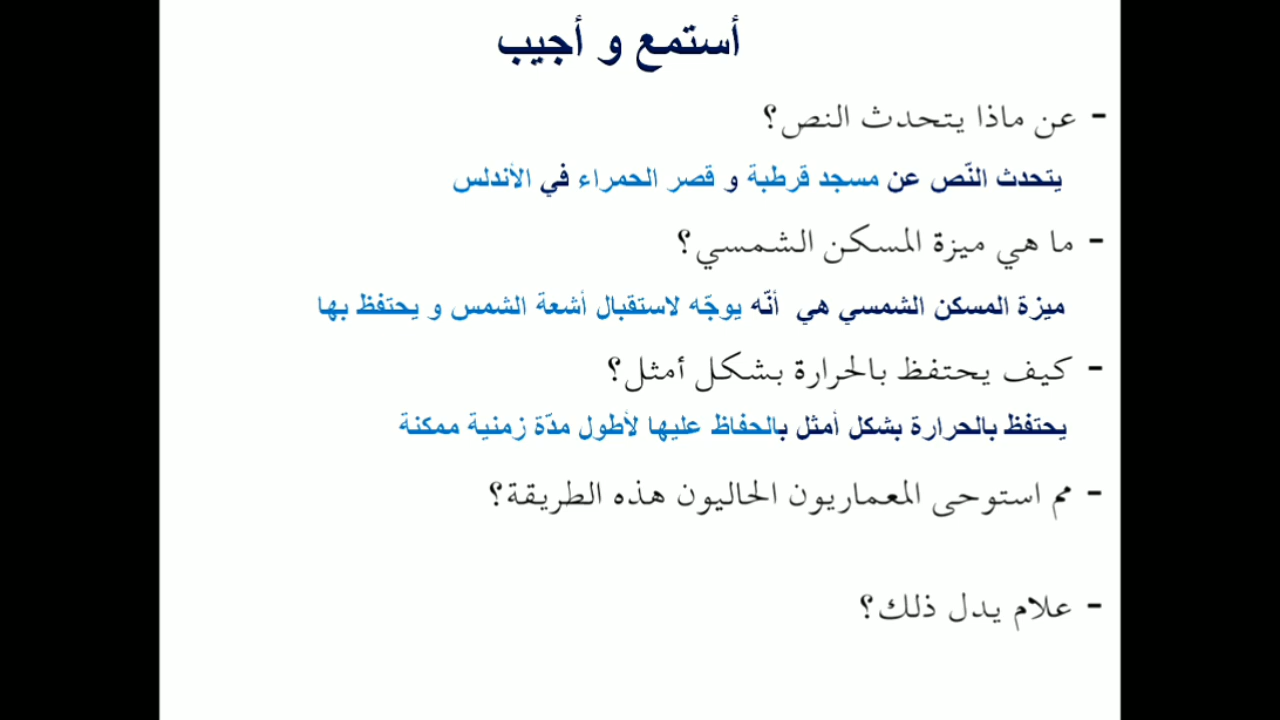 أستمع و أجيب
- عن ماذا يتحدث النص؟
يتحدث النّص عن مسجد قرطبة و قصر الحمراء في الأندلس
- ما هي ميزة المسكن الشمسي؟
ميزة المسكن الشمسي هي أنّه يوجّه لاستقبال أشعة الشمس و يحتفظ بها
- كيف يحتفظ بالحرارة بشكل أمثل؟
يحتفظ بالحرارة بشكل أمثل بالحفاظ عليها لأطول مدّة زمنية ممكنة
- مم استوحى المعماريون الحاليون هذه الطريقة؟
- علام يدل ذلك؟